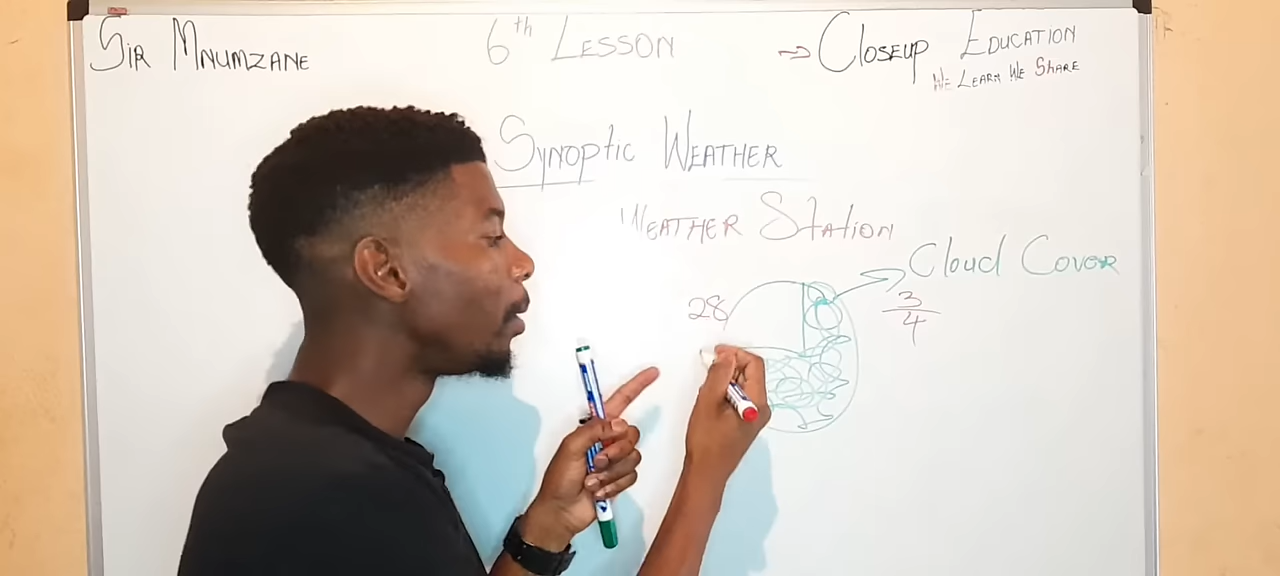 Sir Mnumzane
6th Lesson
→ Closeup Education
We Learn We Share
Synoptic Weather
Weather Station
Cloud Cover
28
3
4